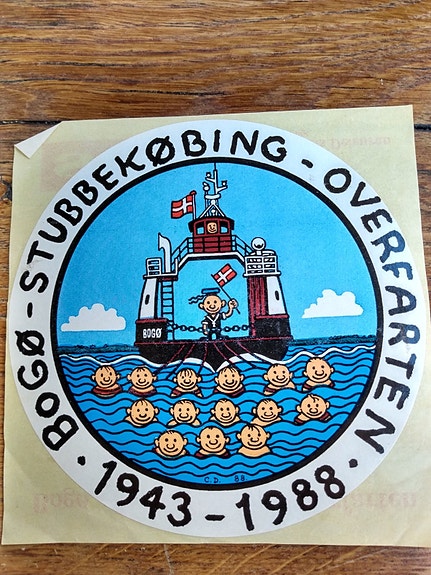 BOGØ - STUBBEKØBING - OVERFARTEN
· 1943 - 1988 ·
BOGØ
C.D. 88